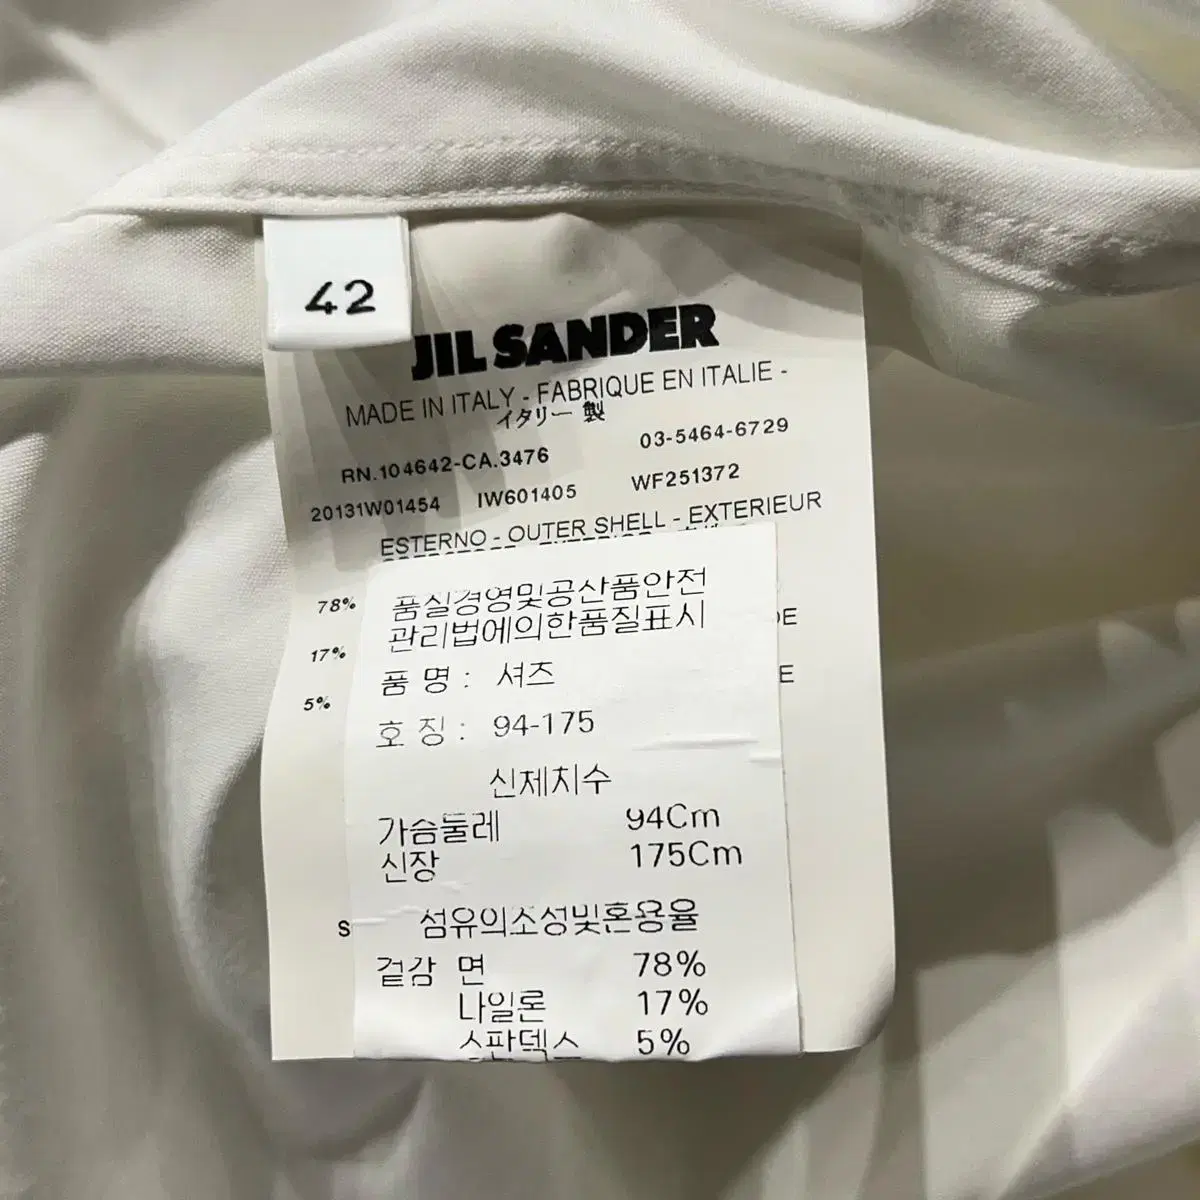 42
JIL SANDER
MADE IN ITALY - FABRIQUE EN ITALIE -
イタリー 製
RN.104642-CA.3476 03-5464-6729
20131W01454 IW601405 WF251372
ESTERNO - OUTER SHELL - EXTERIEUR
78%
17%
5%
DE
E
S
품질경영및공산품안전
관리법에의한품질표시
품 명 : 셔츠
호 칭 : 94-175
신체치수
가슴둘레 94Cm
신장 175Cm
섬유의조성및혼용율
겉감 면 78%
나일론 17%
스판덱스 5%